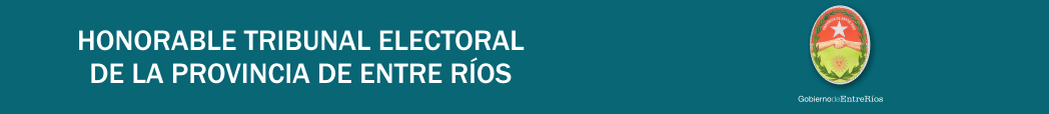 HONORABLE TRIBUNAL ELECTORAL
DE LA PROVINCIA DE ENTRE RÍOS
GobiernodeEntreRíos